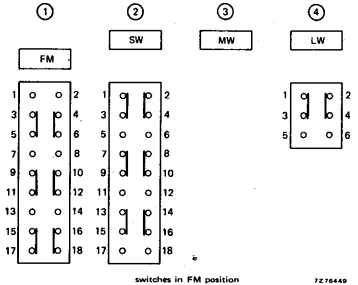 1 2 3 4
FM SW MW LW
1 2 1 2 1 2
3 4 3 4 3 4
5 6 5 6 5 6
7 8 7 8
9 10 9 10
11 12 11 12
13 14 13 14
15 16 15 16
17 18 17 18
switches in FM position 7Z76449